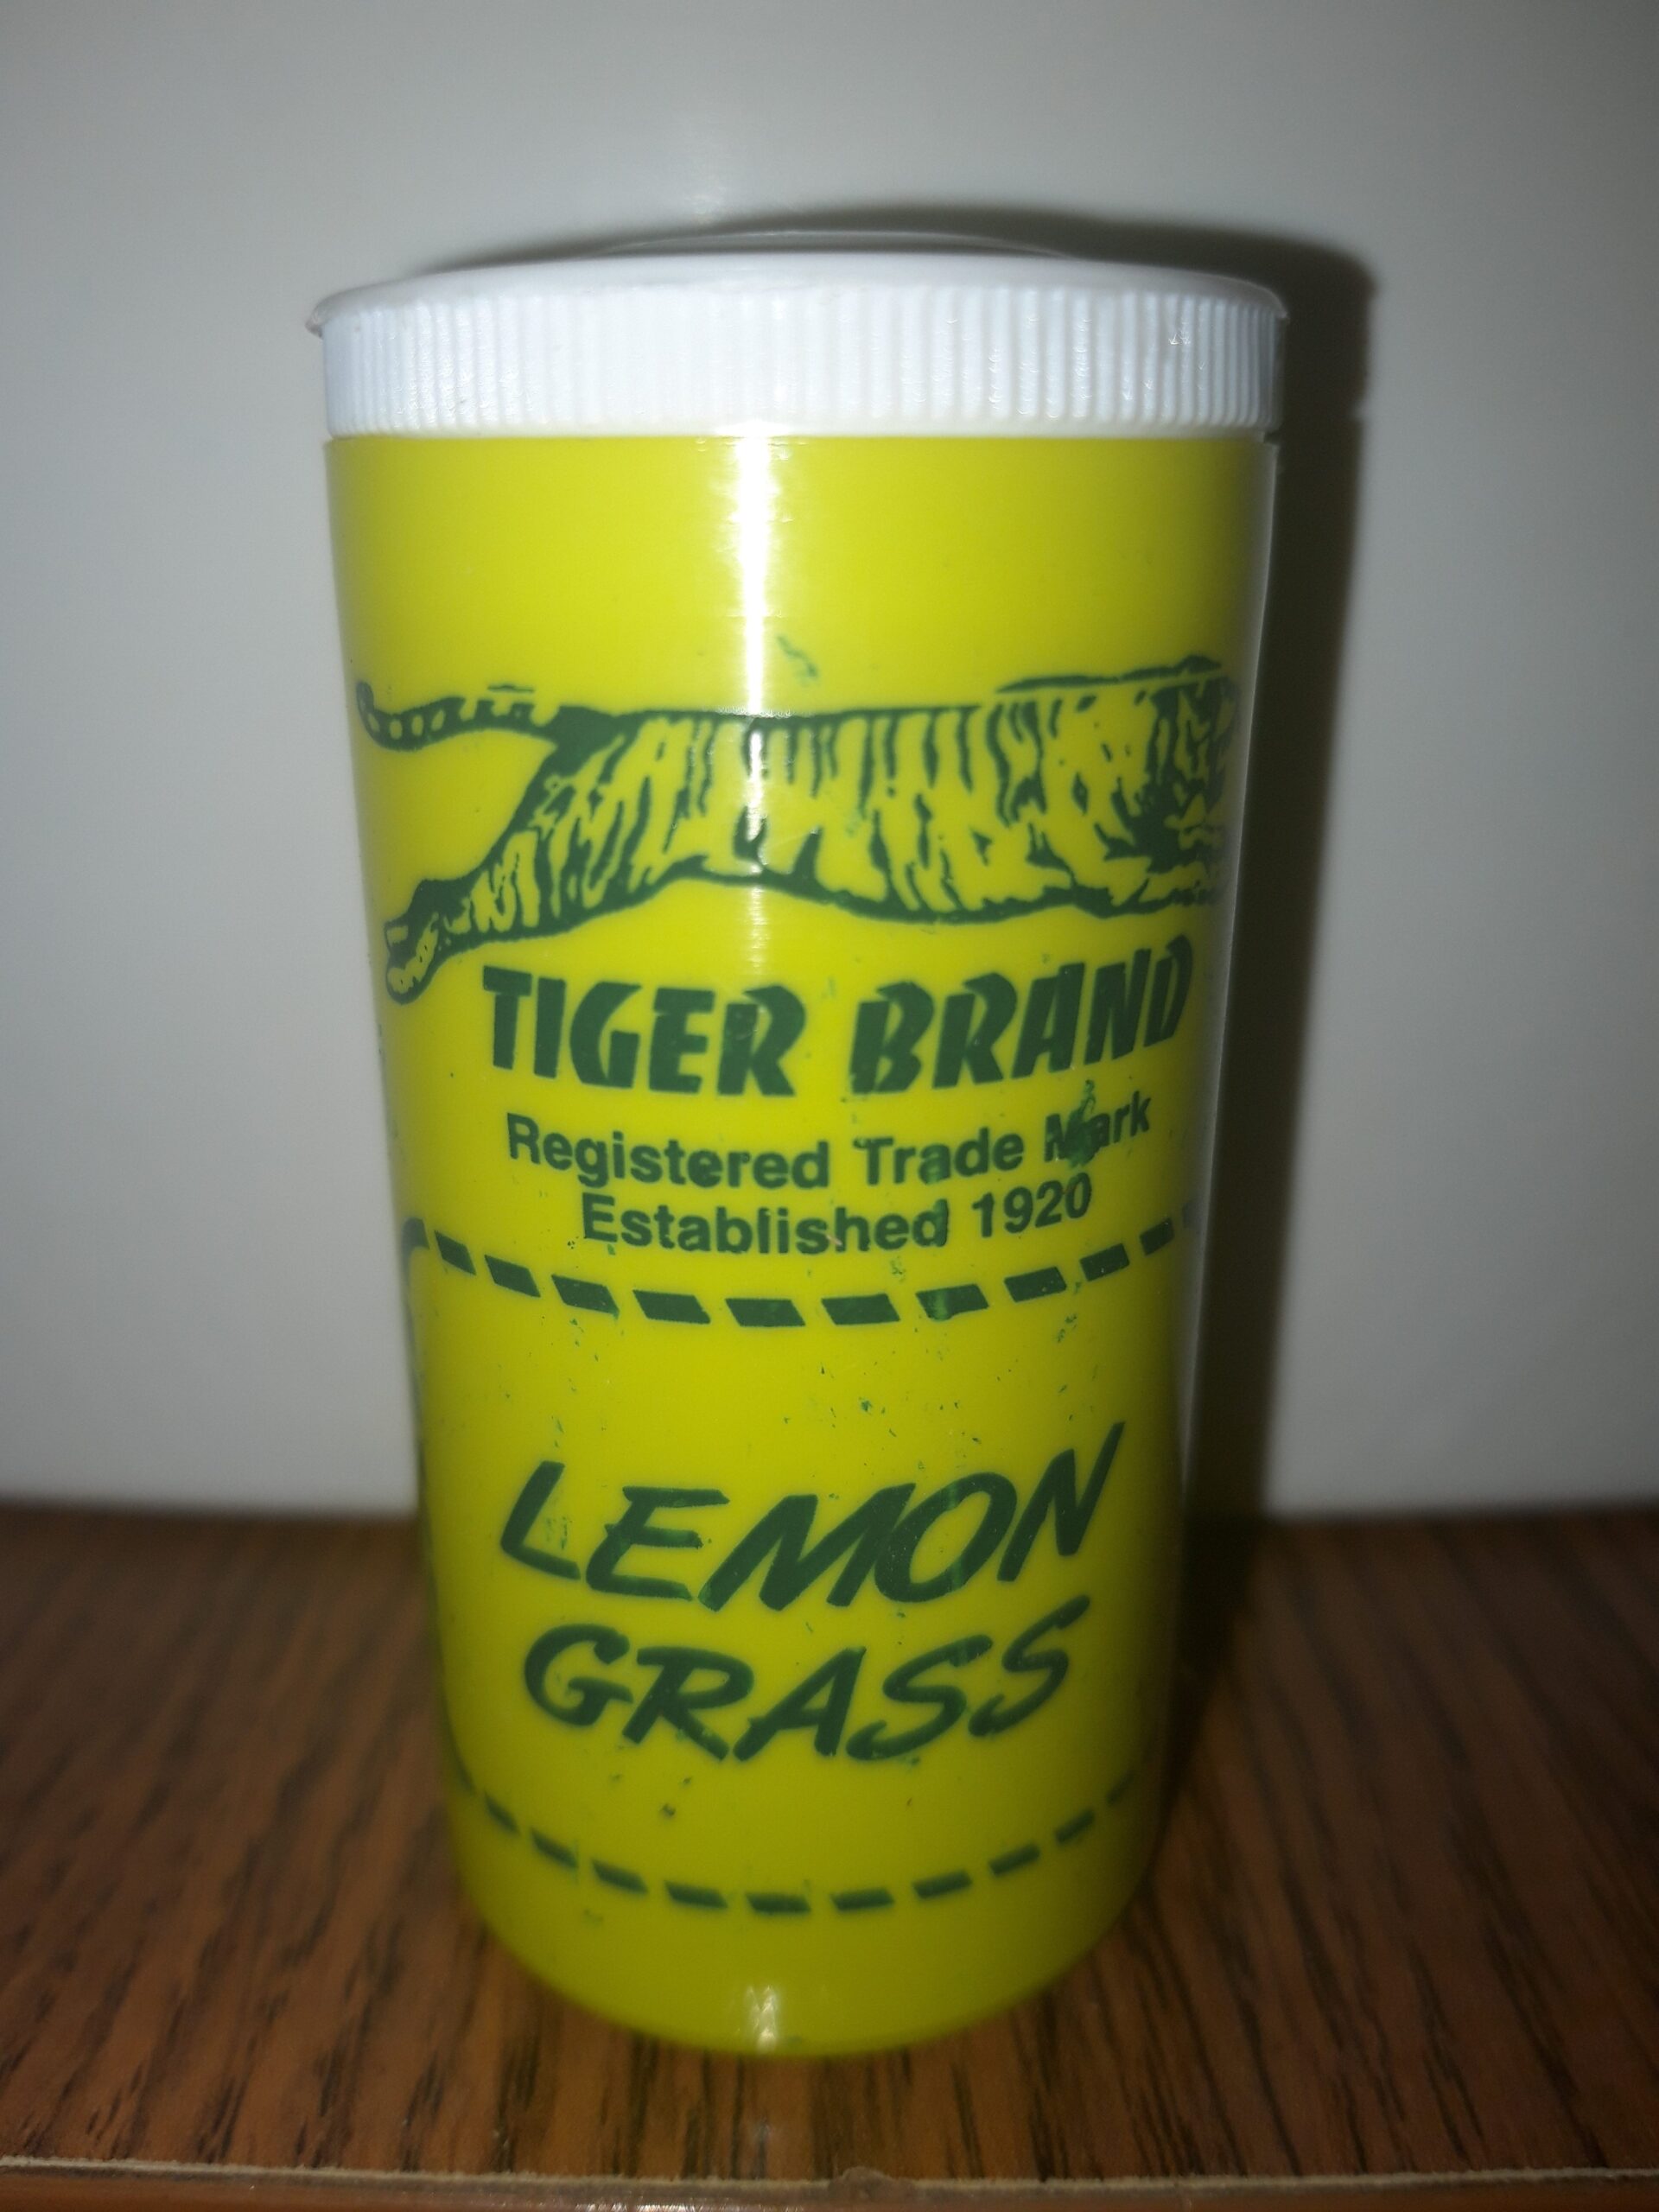 TIGER BRAND
Registered Trade Mark
Established 1920
LEMON
GRASS